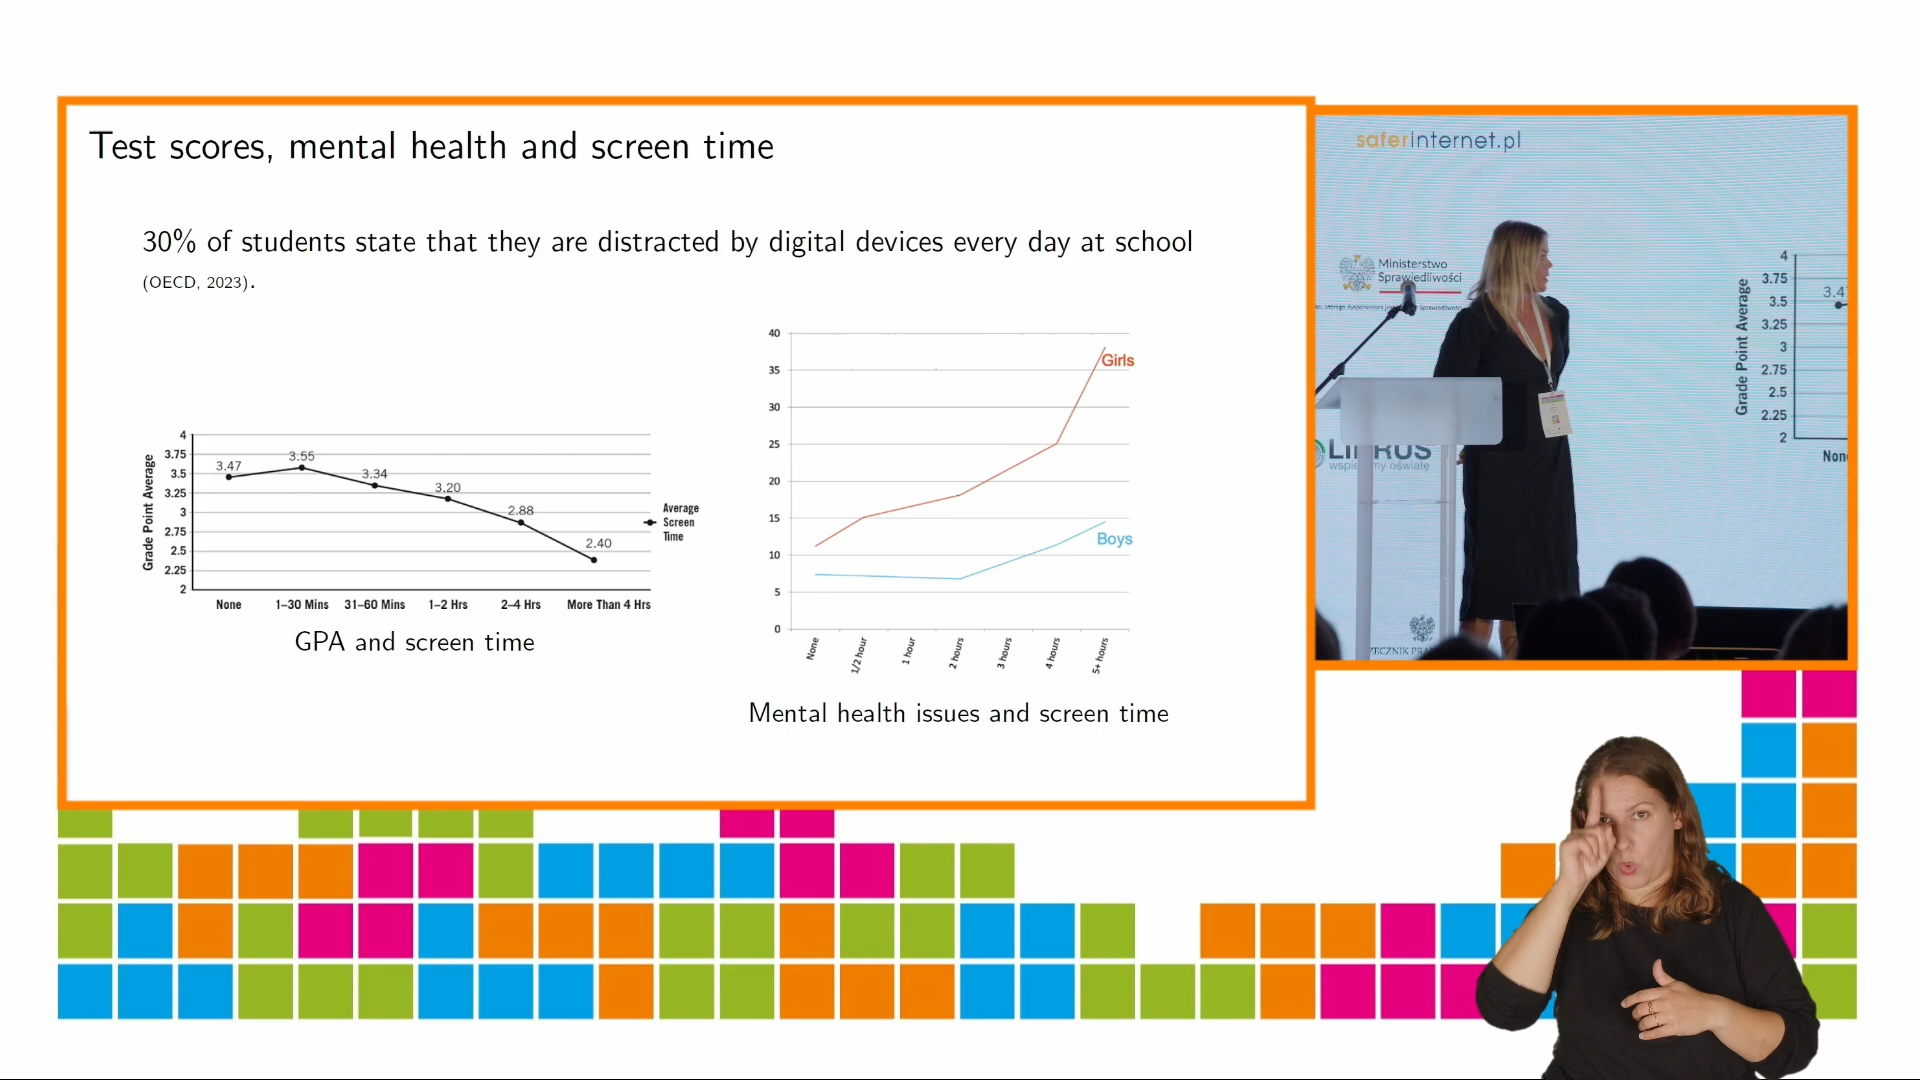 Test scores, mental health and screen time
30% of students state that they are distracted by digital devices every day at school
(OECD, 2023).
4
3.75
3.5
3.25
3
2.75
2.5
2.25
2
Grade Point Average
3.47
3.55
3.34
3.20
2.88
2.40
Average
Screen
Time
None
1–30 Mins
31–60 Mins
1–2 Hrs
2–4 Hrs
More Than 4 Hrs
GPA and screen time
40
35
30
25
20
15
10
5
0
Girls
Boys
None
1/2 hour
1 hour
2 hours
3 hours
4 hours
5+ hours
Mental health issues and screen time
saferinternet.pl
Ministerstwo
Sprawiedliwości
wspieramy oświatę
Grade Point Average
4
3.75
3.5
3.25
3
2.75
2.5
2.25
2